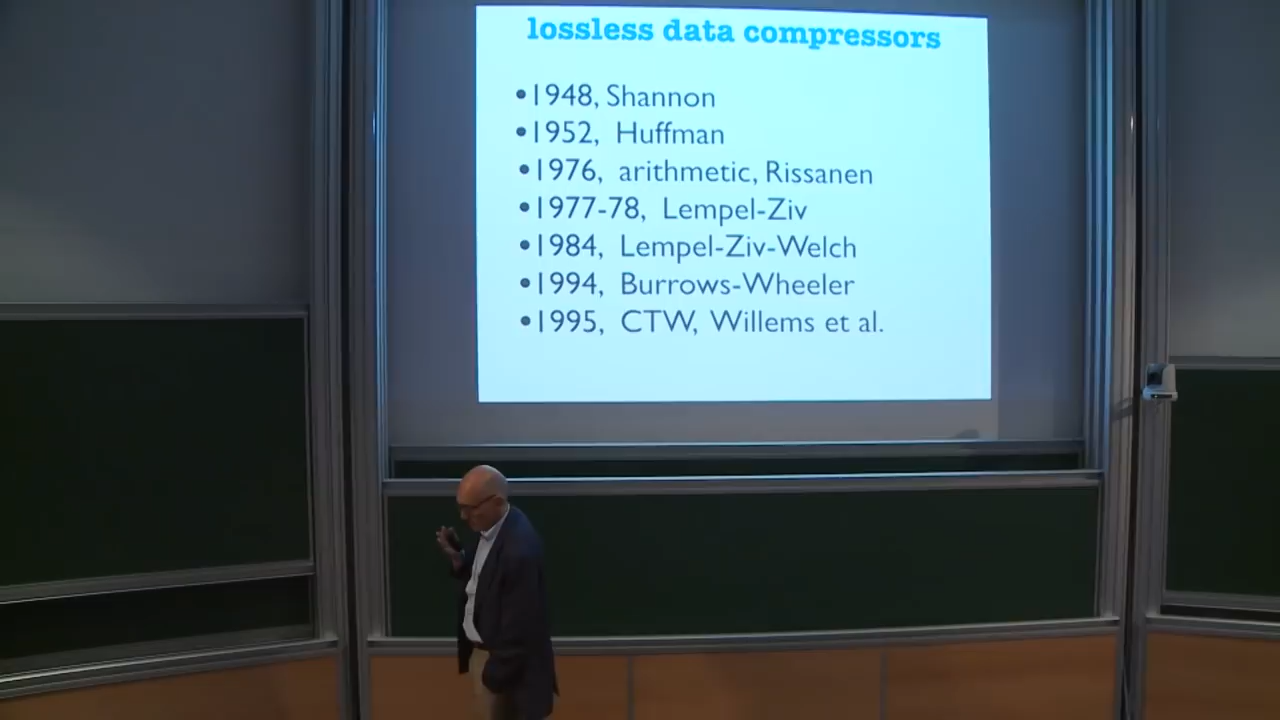 lossless data compressors
•1948, Shannon
•1952, Huffman
•1976, arithmetic, Rissanen
•1977-78, Lempel-Ziv
•1984, Lempel-Ziv-Welch
•1994, Burrows-Wheeler
•1995, CTW, Willems et al.